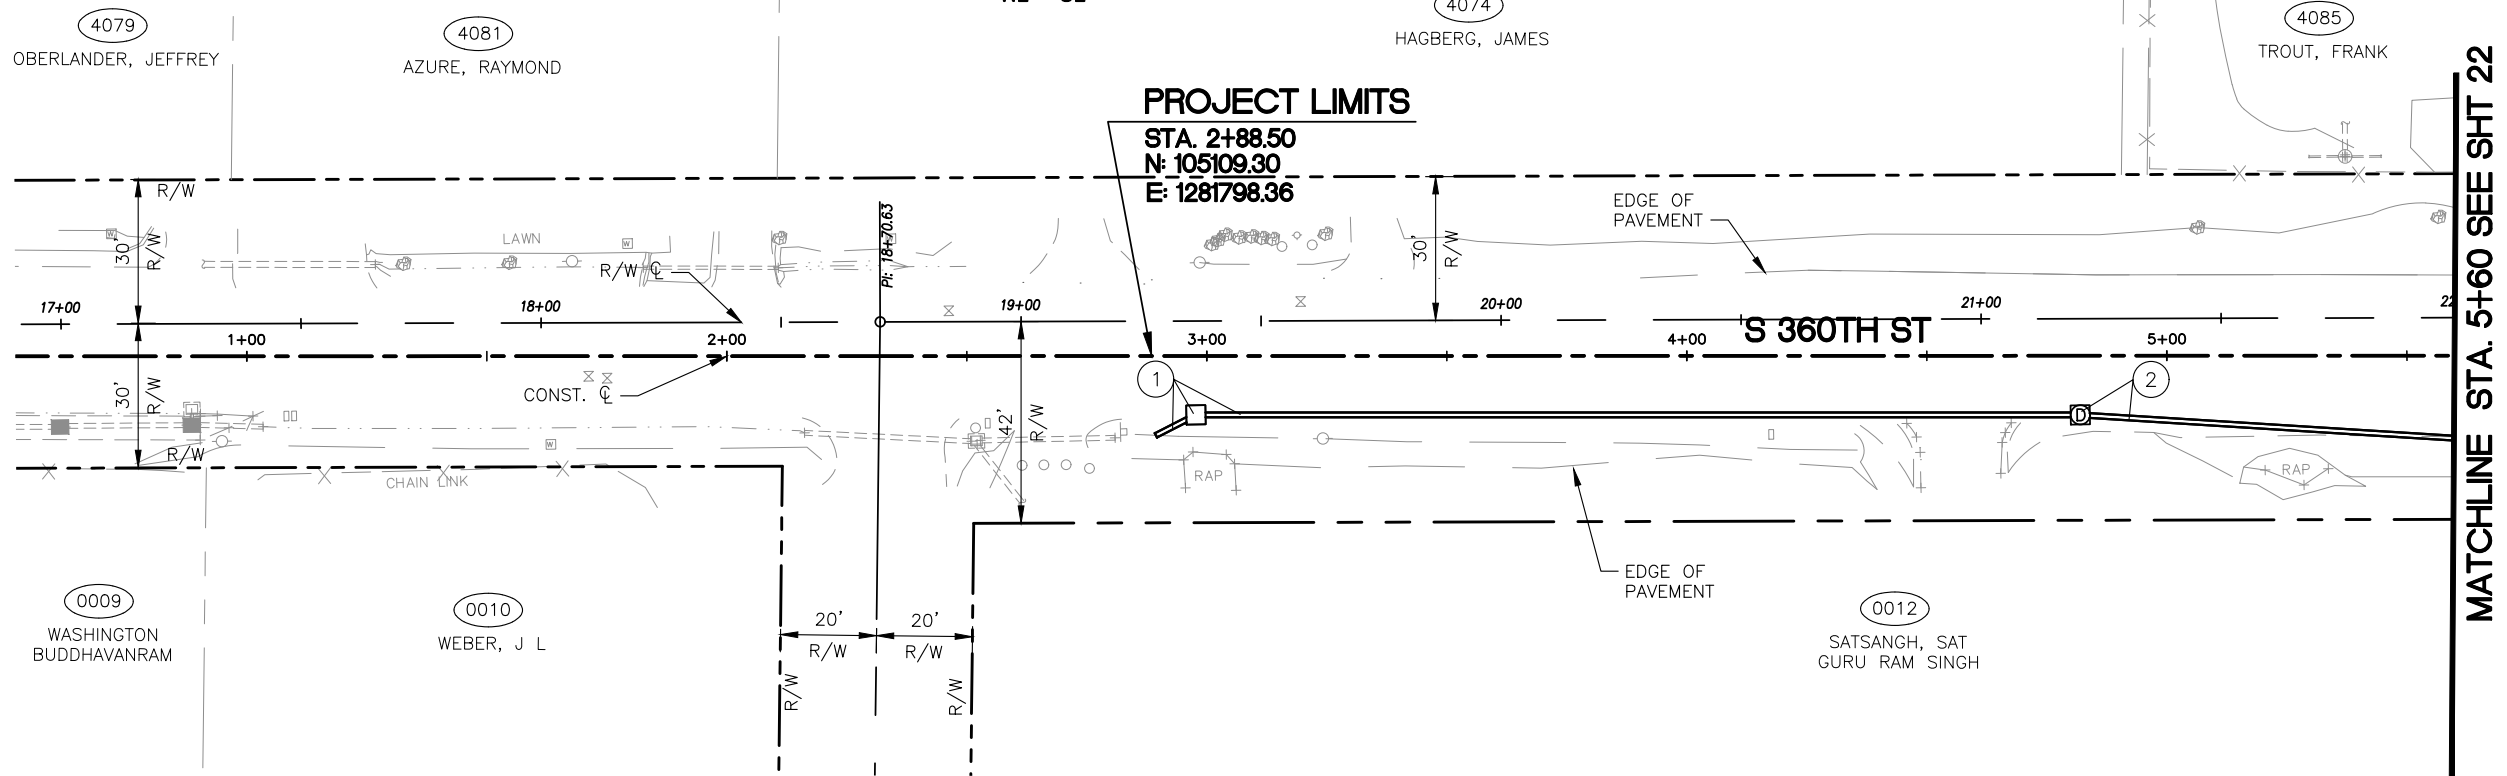 4079
OBERLANDER, JEFFREY
4081
AZURE, RAYMOND
4074
HAGBERG, JAMES
4085
TROUT, FRANK
PROJECT LIMITS
STA. 2+88.50
N: 105109.30
E: 1281798.36
R/W
30'
R/W
W
LAWN
W
R/W ℄
PI: 18+70.63
30'
R/W
EDGE OF
PAVEMENT
17+00
18+00
19+00
20+00
21+00
S 360TH ST
1+00
2+00
3+00
4+00
5+00
30'
R/W
CONST. ℄
1
2
D
42'
R/W
R/W
W
CHAIN LINK
RAP
RAP
EDGE OF
PAVEMENT
0009
WASHINGTON
BUDDHAVANRAM
0010
WEBER, J L
20'
R/W
20'
R/W
R/W
R/W
0012
SATSANGH, SAT
GURU RAM SINGH
MATCHLINE STA. 5+60 SEE SHT 22